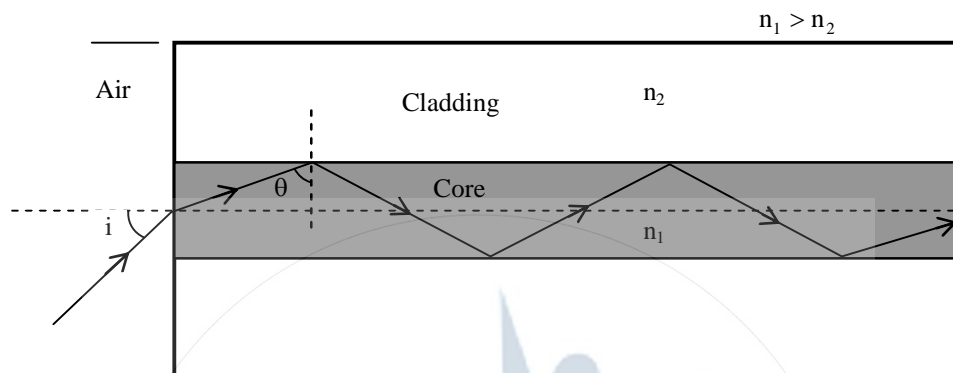 n₁ > n₂
Air
Cladding n₂
θ Core
i
n₁